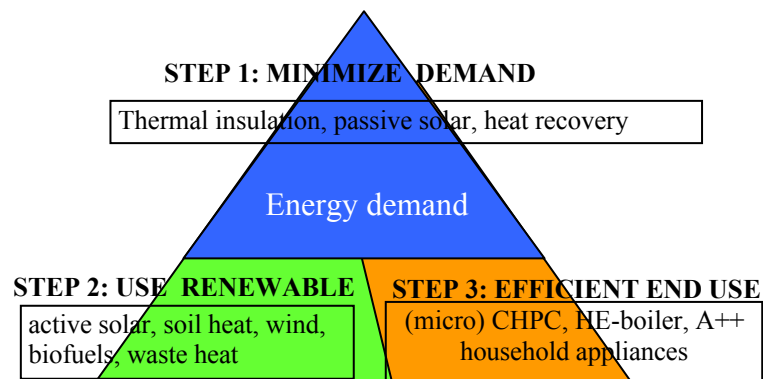 STEP 1: MINIMIZE DEMAND
Thermal insulation, passive solar, heat recovery
Energy demand
STEP 2: USE RENEWABLE
active solar, soil heat, wind,
biofuels, waste heat
STEP 3: EFFICIENT END USE
(micro) CHPC, HE-boiler, A++
household appliances